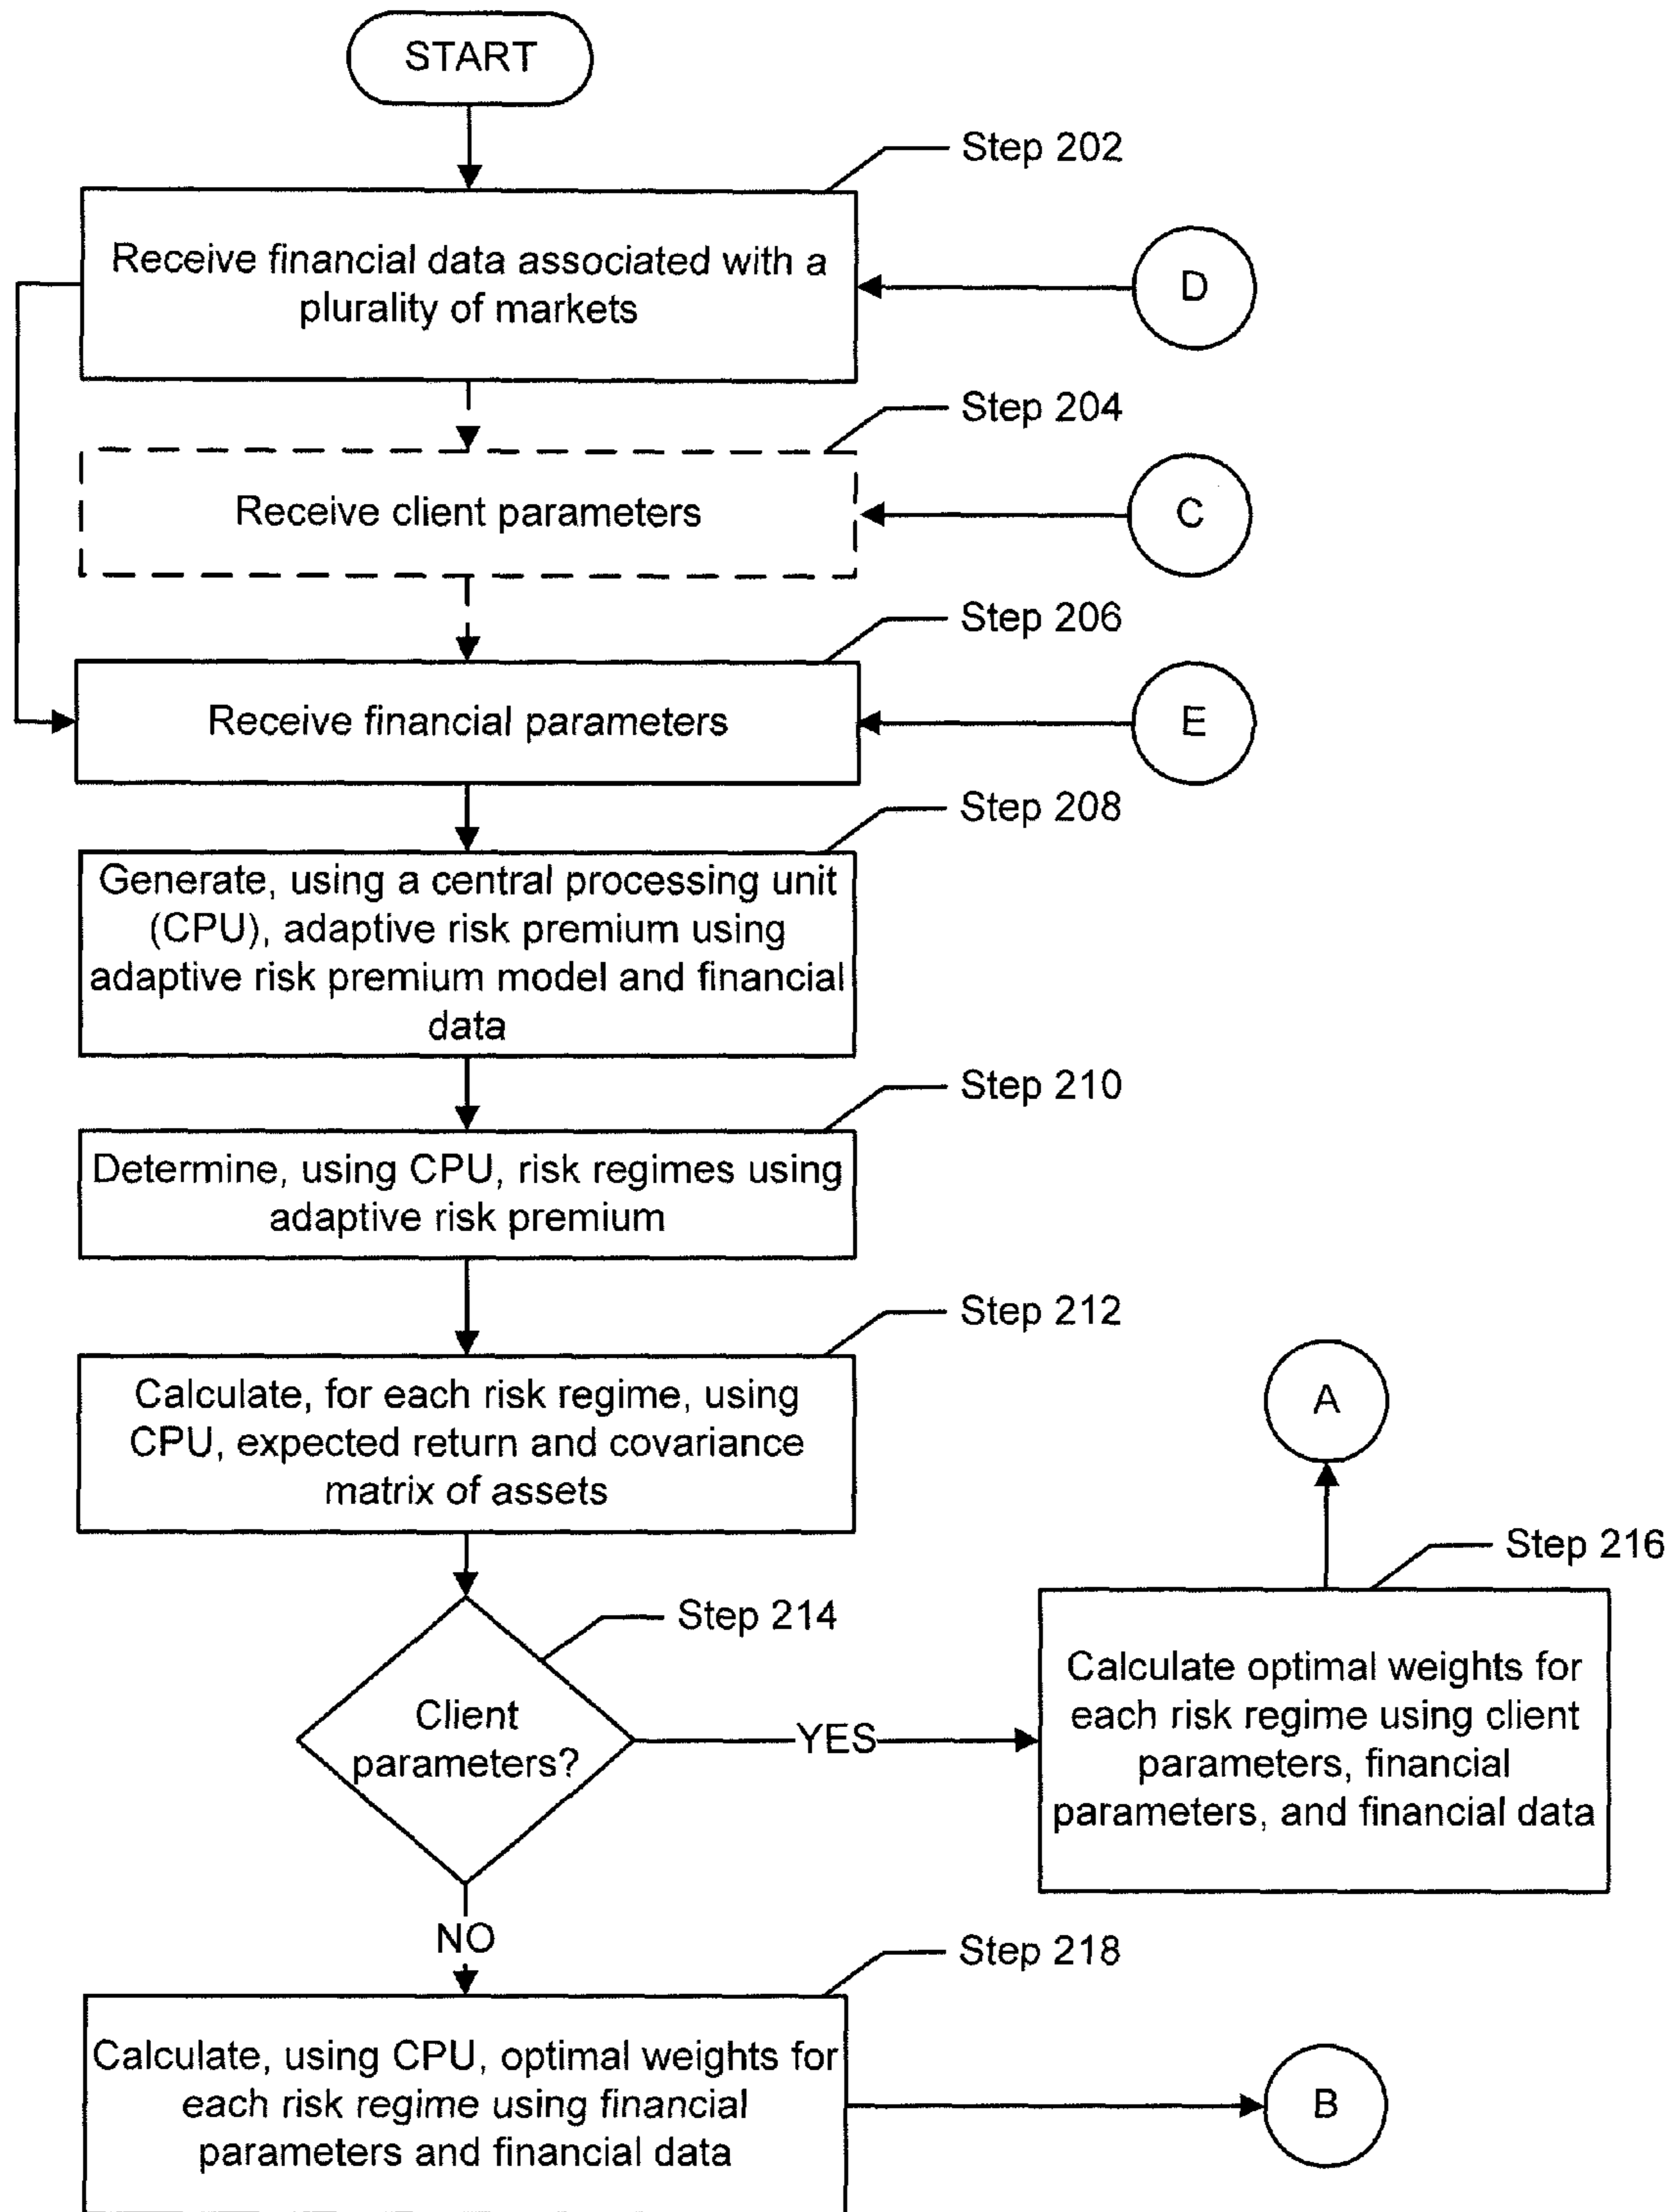 START
Step 202
Receive financial data associated with a
plurality of markets
D
Step 204
Receive client parameters
C
Step 206
Receive financial parameters
E
Step 208
Generate, using a central processing unit
(CPU), adaptive risk premium using
adaptive risk premium model and financial
data
Step 210
Determine, using CPU, risk regimes using
adaptive risk premium
Step 212
Calculate, for each risk regime, using
CPU, expected return and covariance
matrix of assets
A
Step 214
Client
parameters?
YES
Step 216
Calculate optimal weights for
each risk regime using client
parameters, financial
parameters, and financial data
NO
Step 218
Calculate, using CPU, optimal weights for
each risk regime using financial
parameters and financial data
B